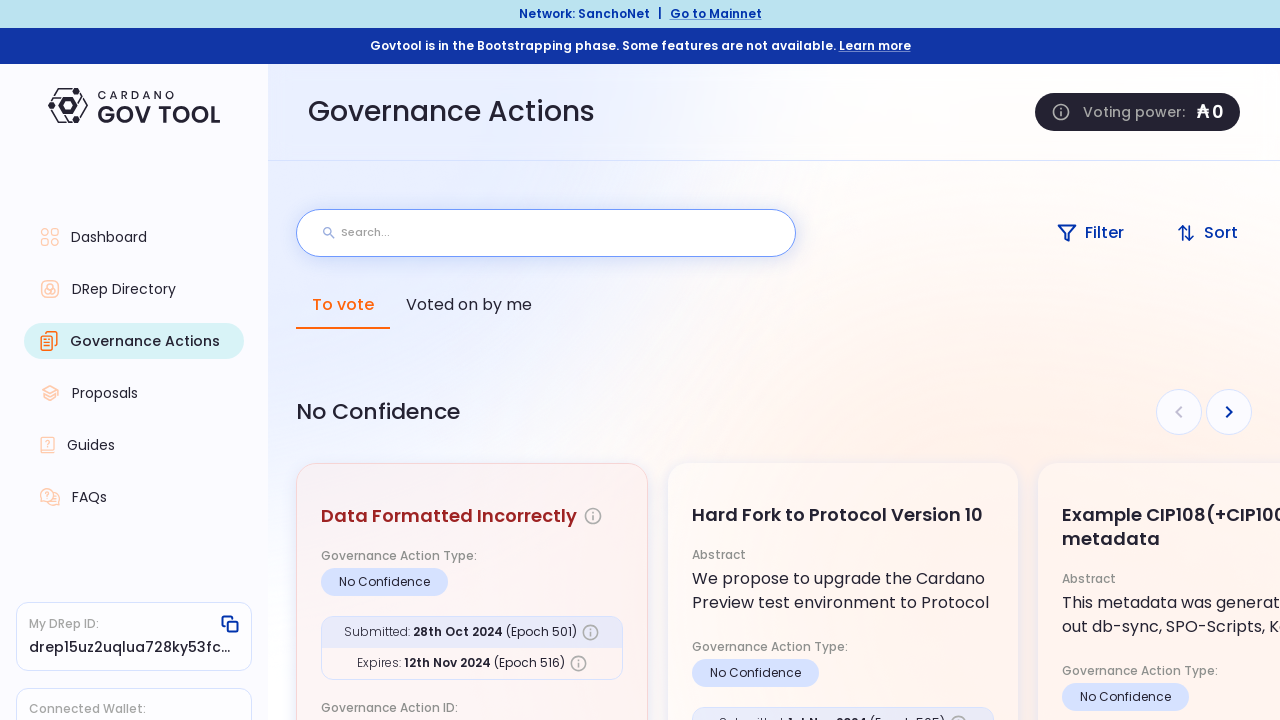 Network: SanchoNet | Go to Mainnet
Govtool is in the Bootstrapping phase. Some features are not available. Learn more
CARDANO
GOV TOOL
Governance Actions
Voting power: ₳ 0
Dashboard
DRep Directory
Governance Actions
Proposals
Guides
FAQs
My DRep ID:
drep15uz2uqlua728ky53fc...
Connected Wallet:
Search...
Filter
Sort
To vote
Voted on by me
No Confidence
Data Formatted Incorrectly
Governance Action Type:
No Confidence
Submitted: 28th Oct 2024 (Epoch 501)
Expires: 12th Nov 2024 (Epoch 516)
Governance Action ID:
Hard Fork to Protocol Version 10
Abstract
We propose to upgrade the Cardano
Preview test environment to Protocol
Governance Action Type:
No Confidence
Submitted: 1st Nov 2024 (Epoch 505)
Example CIP108(+CIP100
metadata
Abstract
This metadata was generat
out db-sync, SPO-Scripts, K
Governance Action Type:
No Confidence